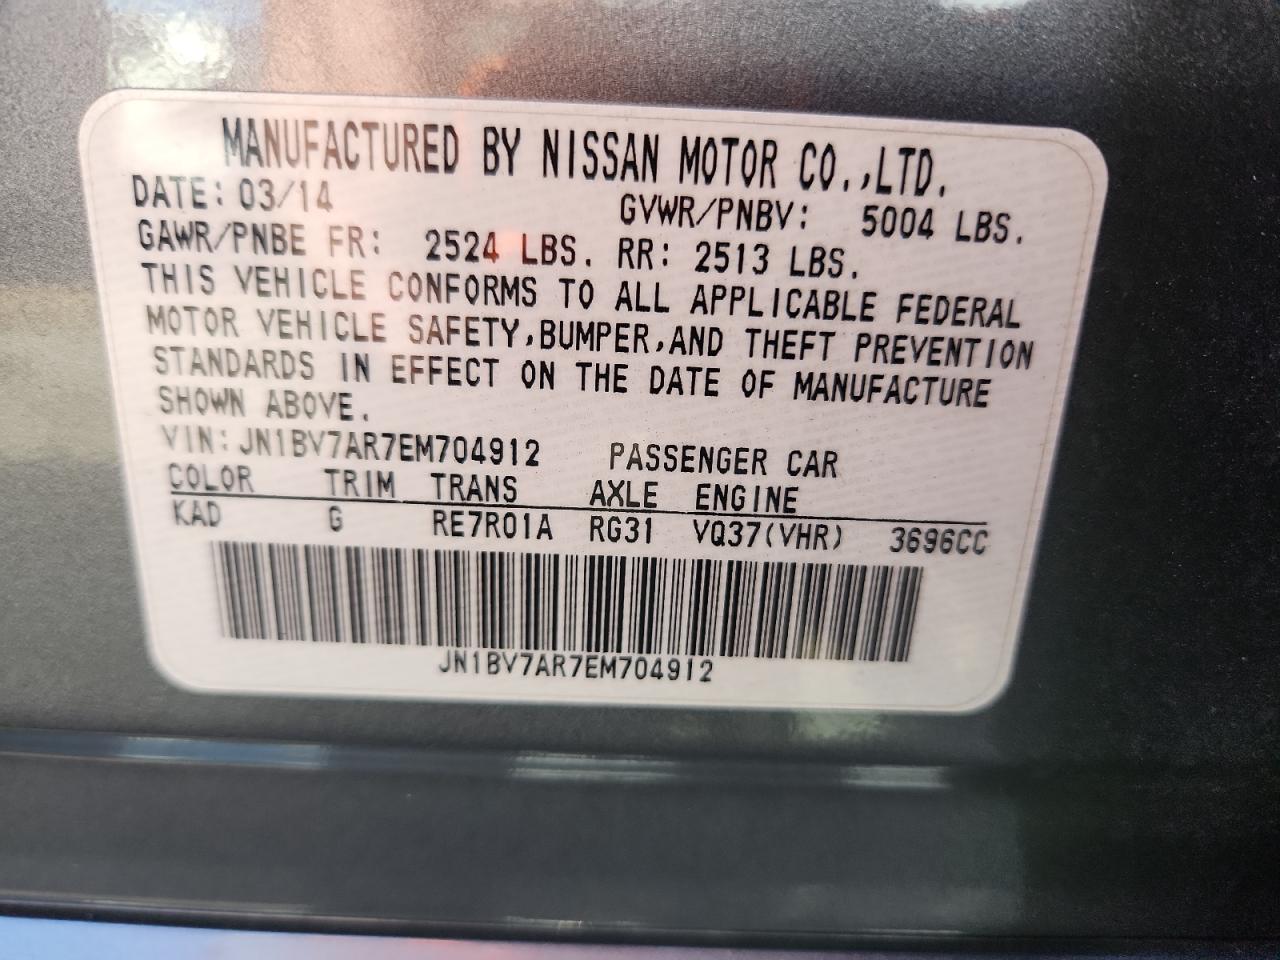 MANUFACTURED BY NISSAN MOTOR CO.,LTD.
DATE: 03/14 GVWR/PNBV: 5004 LBS.
GAWR/PNBE FR: 2524 LBS. RR: 2513 LBS.
THIS VEHICLE CONFORMS TO ALL APPLICABLE FEDERAL
MOTOR VEHICLE SAFETY,BUMPER,AND THEFT PREVENTION
STANDARDS IN EFFECT ON THE DATE OF MANUFACTURE
SHOWN ABOVE.
VIN: JN1BV7AR7EM704912 PASSENGER CAR
COLOR TRIM TRANS AXLE ENGINE
KAD G RE7R01A RG31 VQ37(VHR) 3696CC
JN1BV7AR7EM704912